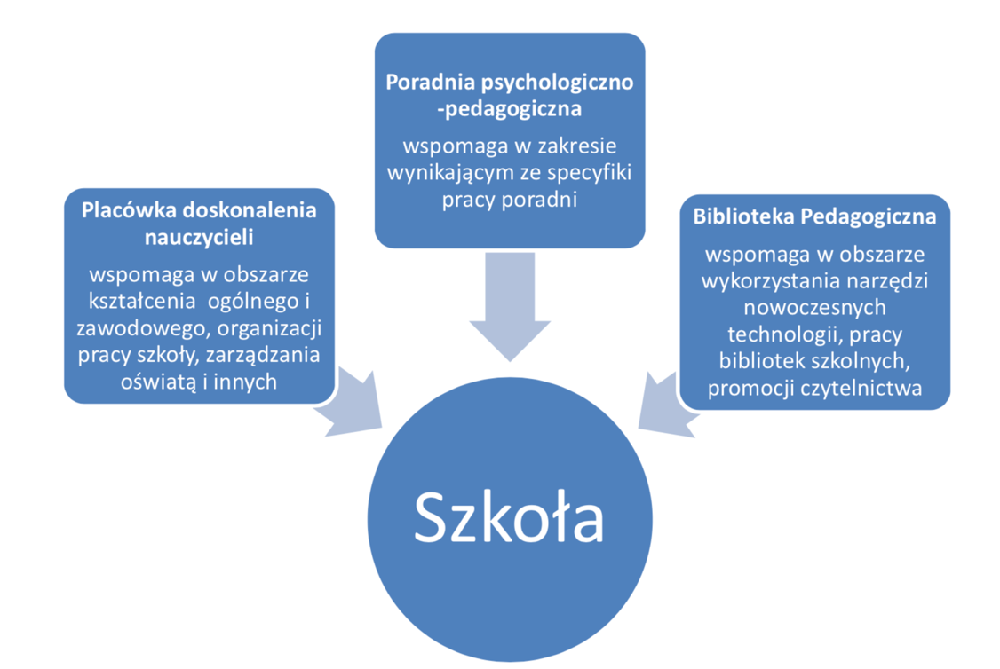 Poradnia psychologiczno
-pedagogiczna
wspomaga w zakresie
wynikającym ze specyfiki
pracy poradni
Placówka doskonalenia
nauczycieli
wspomaga w obszarze
kształcenia ogólnego i
zawodowego, organizacji
pracy szkoły, zarządzania
oświatą i innych
Biblioteka Pedagogiczna
wspomaga w obszarze
wykorzystania narzędzi
nowoczesnych
technologii, pracy
bibliotek szkolnych,
promocji czytelnictwa
Szkoła